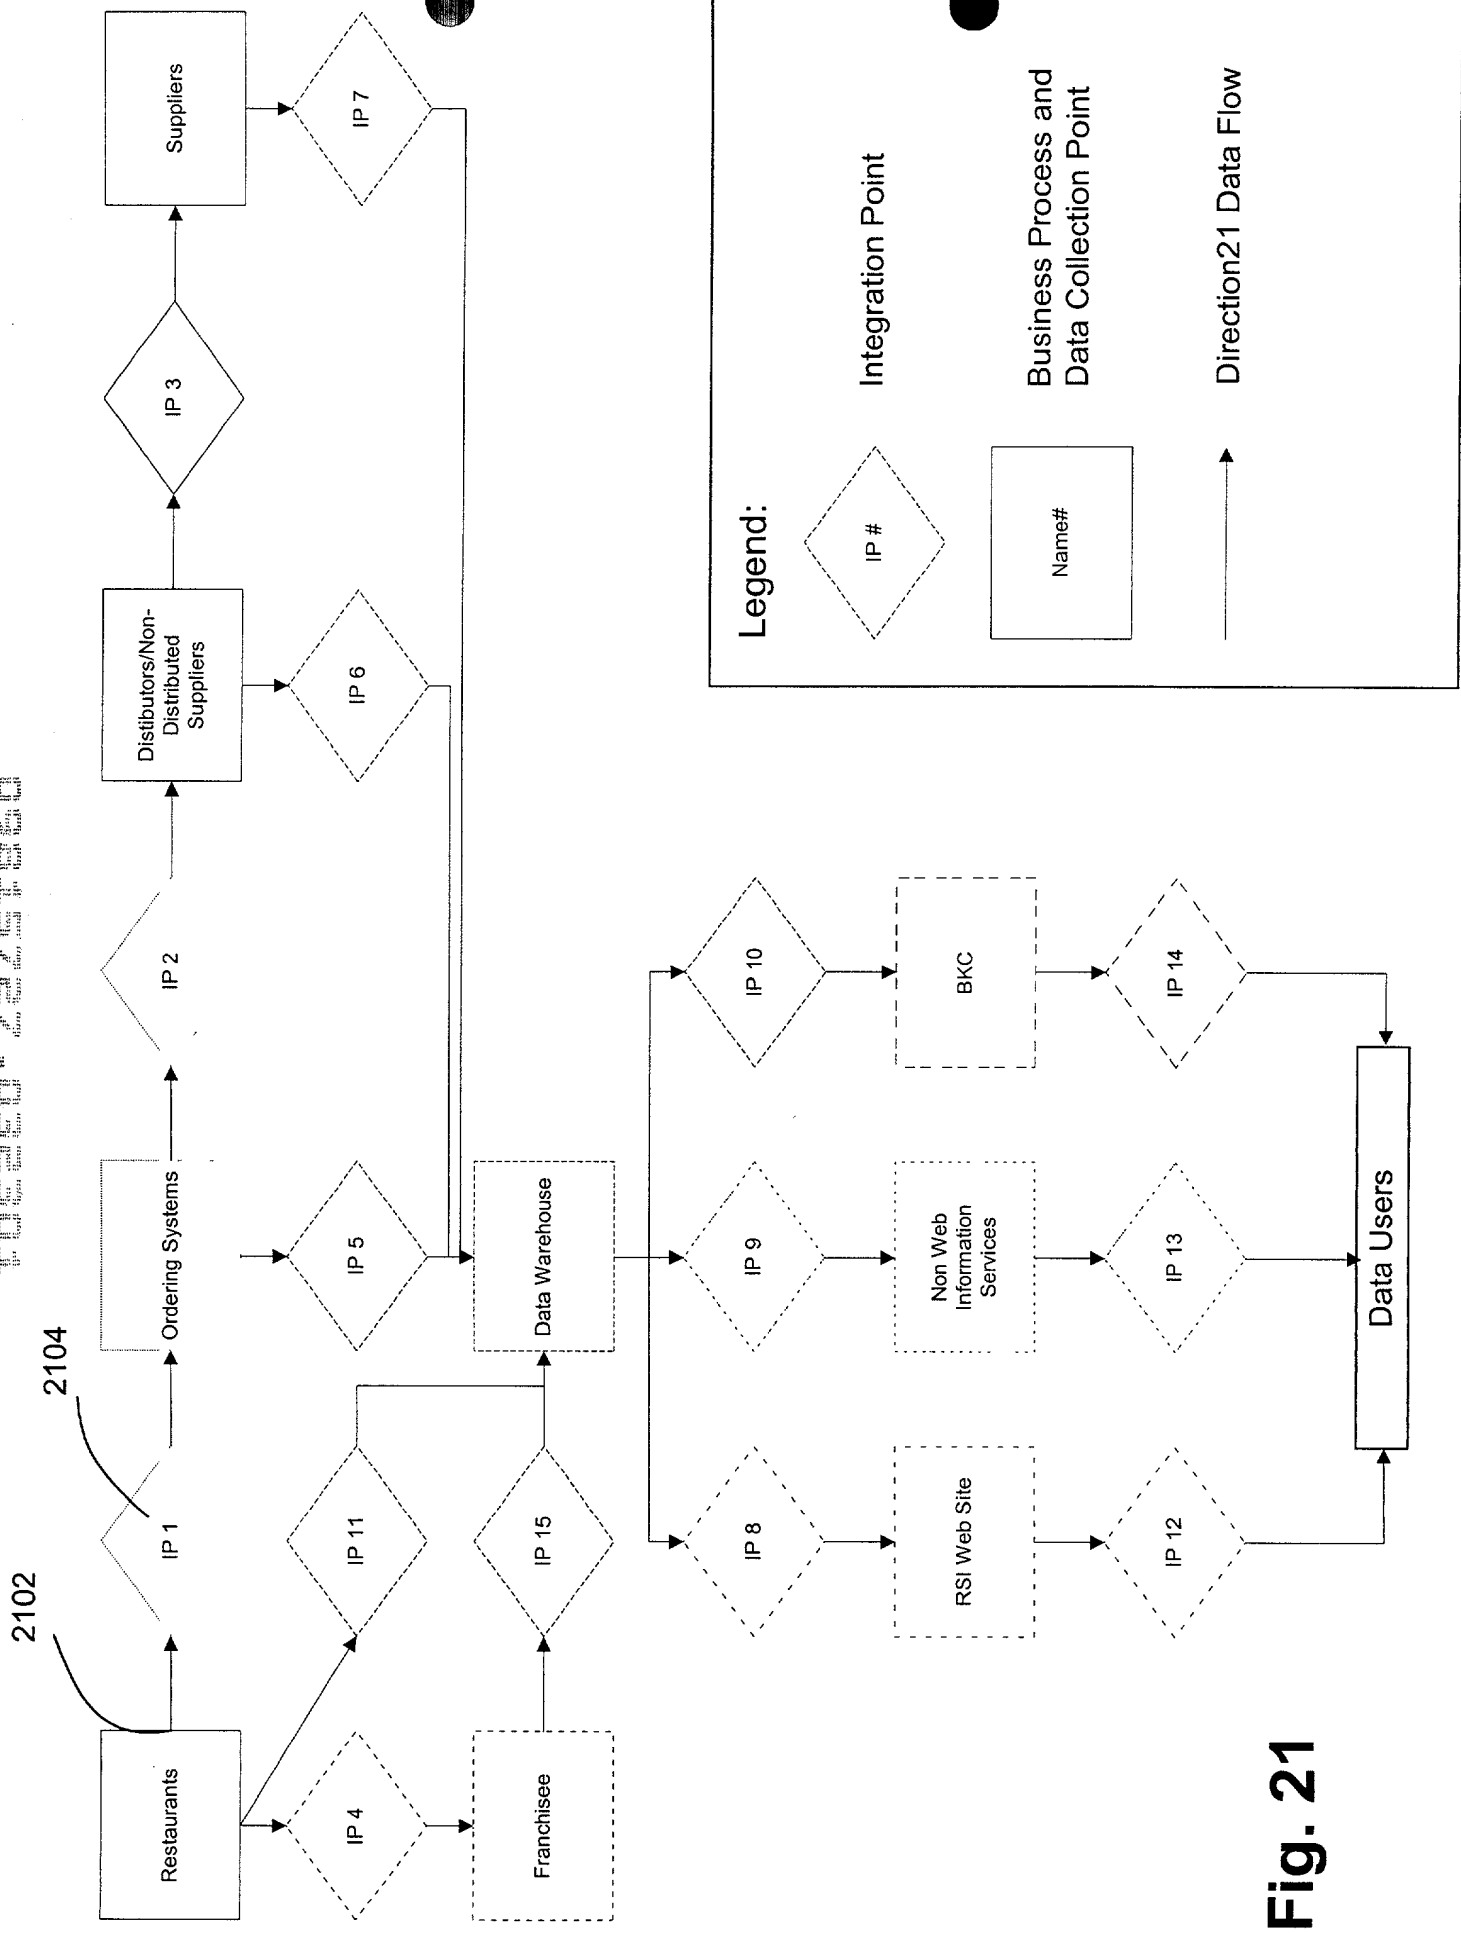 2102
2104
Restaurants
IP 1
Ordering Systems
IP 2
Distibutors/Non-
Distributed
Suppliers
IP 3
Suppliers
IP 4
IP 11
IP 5
IP 6
IP 7
Franchisee
IP 15
Data Warehouse
IP 8
IP 9
IP 10
RSI Web Site
Non Web
Information
Services
BKC
IP 12
IP 13
IP 14
Data Users
Legend:
IP #
Integration Point
Name#
Business Process and
Data Collection Point
Direction21 Data Flow
Fig. 21